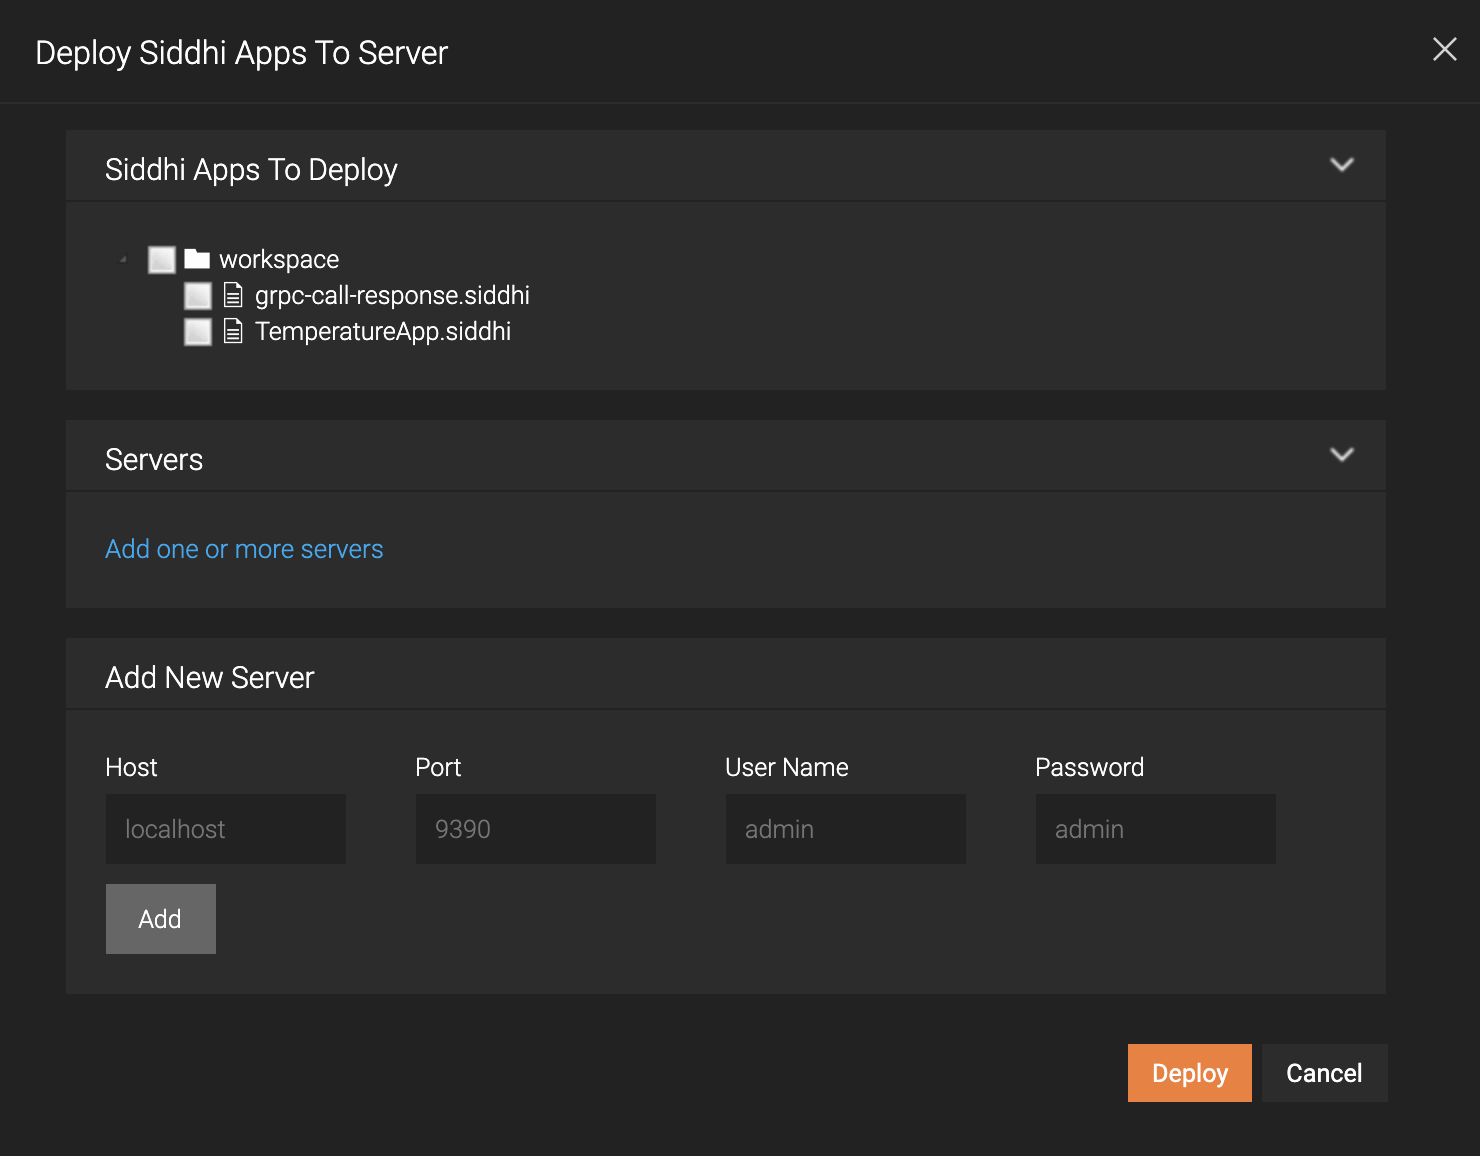 Deploy Siddhi Apps To Server
Siddhi Apps To Deploy
workspace
grpc-call-response.siddhi
TemperatureApp.siddhi
Servers
Add one or more servers
Add New Server
Host Port User Name Password
localhost 9390 admin admin
Add
Deploy Cancel